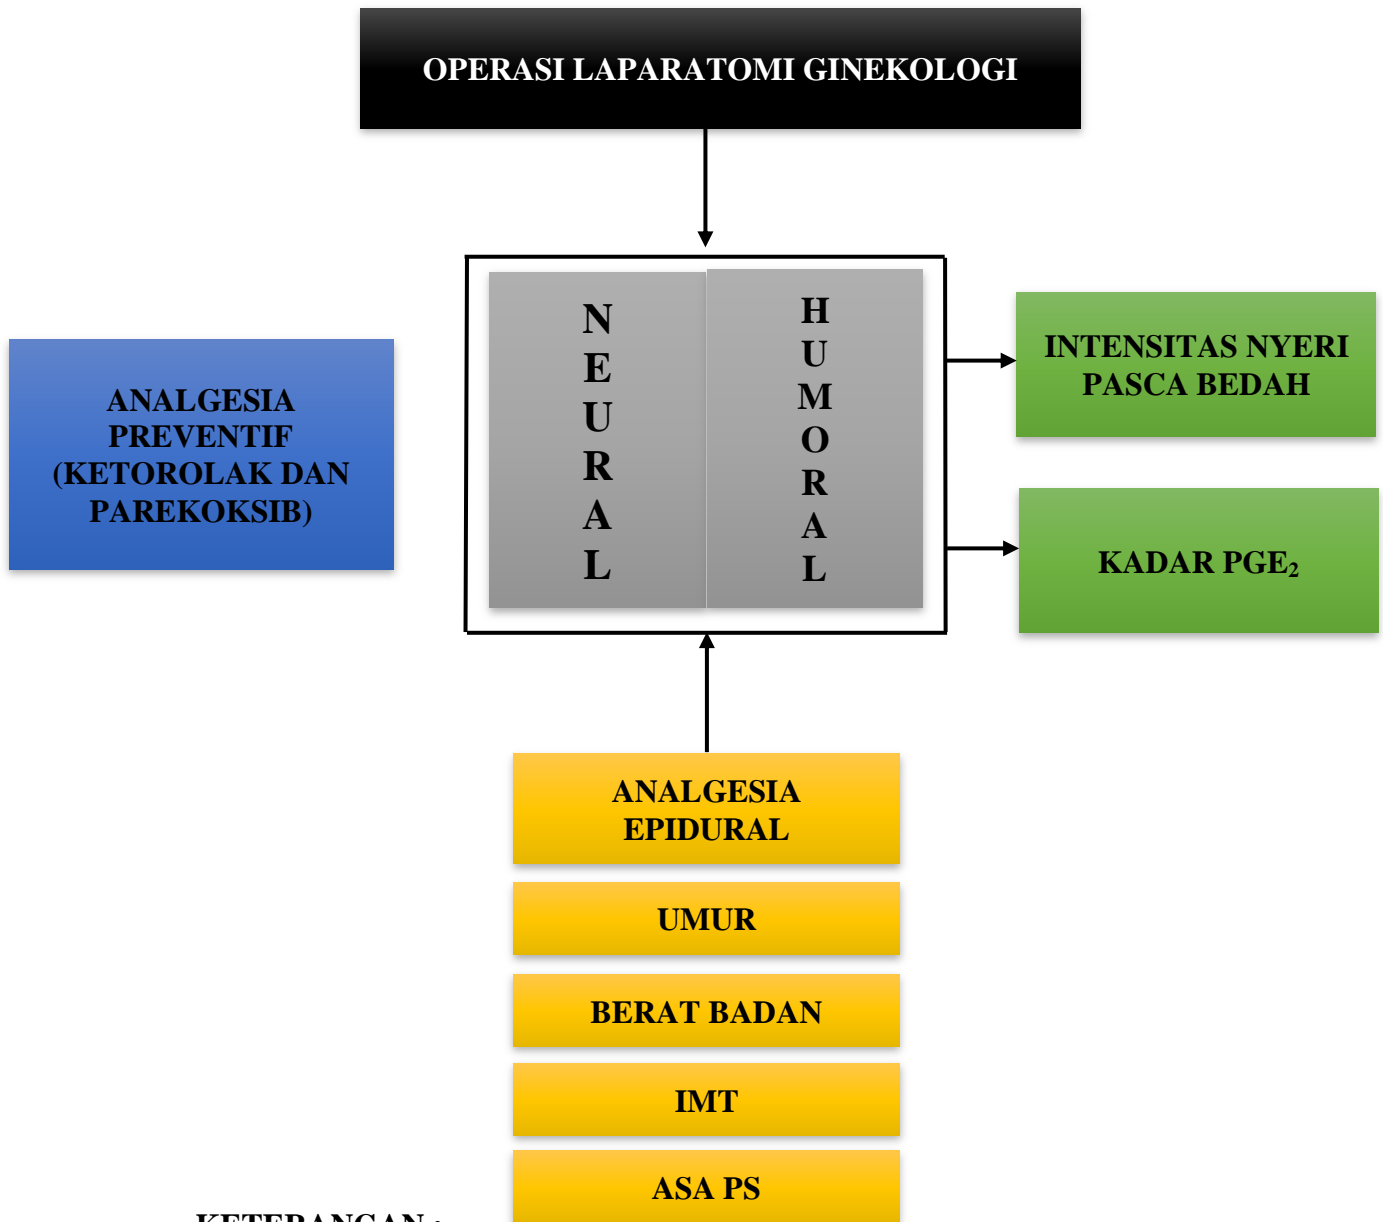 OPERASI LAPARATOMI GINEKOLOGI
ANALGESIA
PREVENTIF
(KETOROLAK DAN
PAREKOKSIB)
N
E
U
R
A
L
H
U
M
O
R
A
L
INTENSITAS NYERI
PASCA BEDAH
KADAR PGE₂
ANALGESIA
EPIDURAL
UMUR
BERAT BADAN
IMT
ASA PS
KETERANGAN :